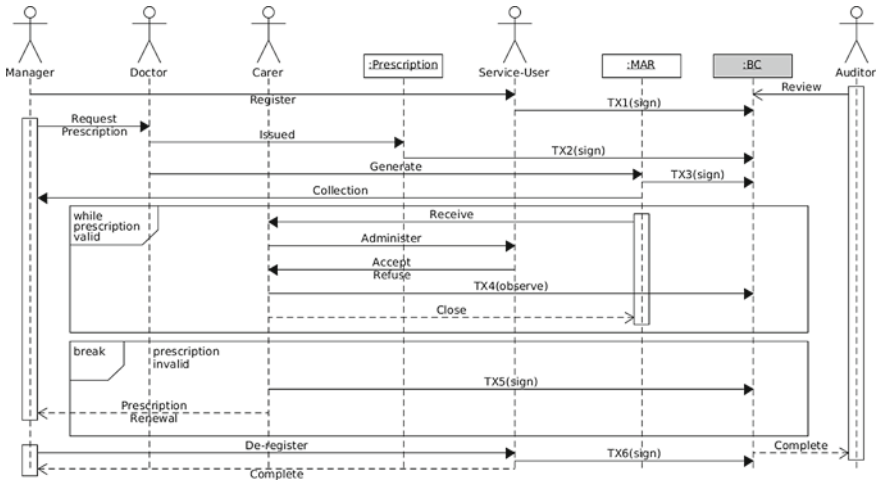 Manager
Doctor
Carer
:Prescription
Service-User
:MAR
:BC
Auditor
Register
Review
TX1(sign)
Request
Prescription
Issued
TX2(sign)
Generate
TX3(sign)
Collection
while
prescription
valid
Receive
Administer
Accept
Refuse
TX4(observe)
Close
break
prescription
invalid
TX5(sign)
Prescription
Renewal
De-register
Complete
TX6(sign)
Complete